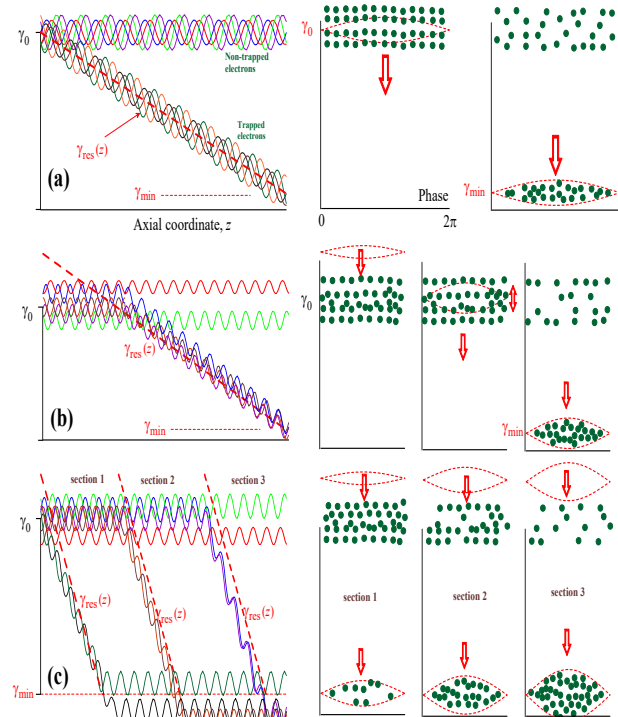 γ₀
Non-trapped
electrons
γres(z)
Trapped
electrons
(a)
γmin
Axial coordinate, z
γ₀
Phase
0
2π
γmin
γ₀
γres(z)
(b)
γmin
γ₀
γmin
section 1
section 2
section 3
γ₀
γres(z)
γres(z)
γres(z)
(c)
γmin
section 1
section 2
section 3